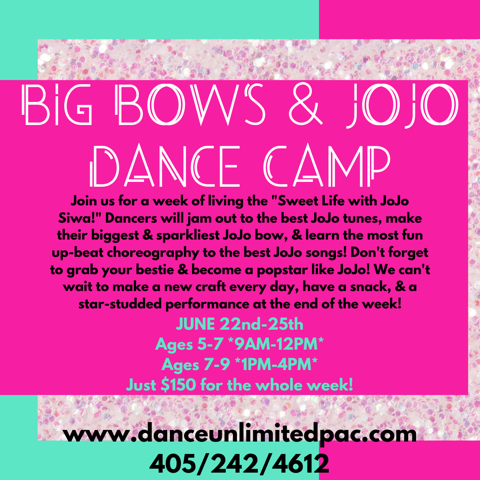 BIG BOWS & JOJO
DANCE CAMP
Join us for a week of living the "Sweet Life with JoJo
Siwa!" Dancers will jam out to the best JoJo tunes, make
their biggest & sparkliest JoJo bow, & learn the most fun
up-beat choreography to the best JoJo songs! Don't forget
to grab your bestie & become a popstar like JoJo! We can't
wait to make a new craft every day, have a snack, & a
star-studded performance at the end of the week!
JUNE 22nd-25th
Ages 5-7 *9AM-12PM*
Ages 7-9 *1PM-4PM*
Just $150 for the whole week!
www.danceunlimitedpac.com
405/242/4612